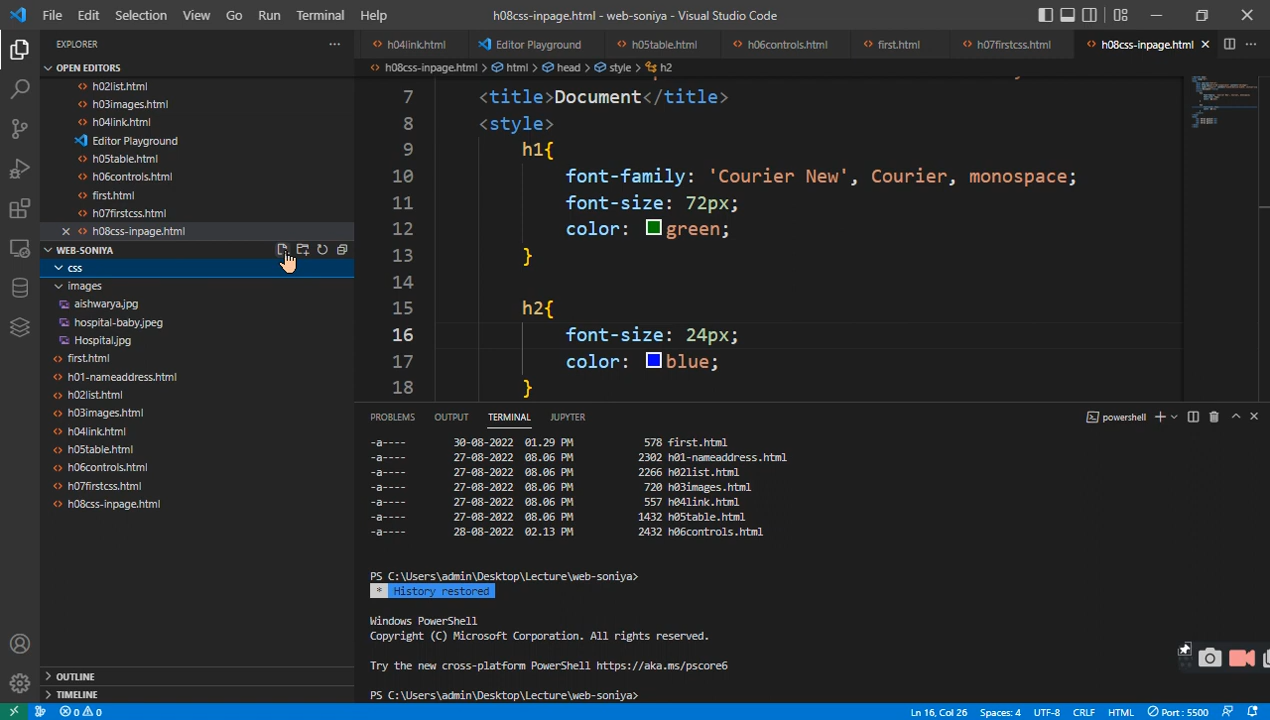 File Edit Selection View Go Run Terminal Help
h08css-inpage.html - web-soniya - Visual Studio Code
EXPLORER
OPEN EDITORS
h02list.html
h03images.html
h04link.html
Editor Playground
h05table.html
h06controls.html
first.html
h07firstcss.html
h08css-inpage.html
WEB-SONIYA
css
images
aishwarya.jpg
hospital-baby.jpeg
Hospital.jpg
first.html
h01-nameaddress.html
h02list.html
h03images.html
h04link.html
h05table.html
h06controls.html
h07firstcss.html
h08css-inpage.html
OUTLINE
TIMELINE
h04link.html Editor Playground h05table.html h06controls.html first.html h07firstcss.html h08css-inpage.html
h08css-inpage.html > html > head > style > h2
7 <title>Document</title>
8 <style>
9 h1{
10 font-family: 'Courier New', Courier, monospace;
11 font-size: 72px;
12 color: green;
13 }
14
15 h2{
16 font-size: 24px;
17 color: blue;
18 }
PROBLEMS OUTPUT TERMINAL JUPYTER
powershell
-a---- 30-08-2022 01.29 PM 578 first.html
-a---- 27-08-2022 08.06 PM 2302 h01-nameaddress.html
-a---- 27-08-2022 08.06 PM 2266 h02list.html
-a---- 27-08-2022 08.06 PM 720 h03images.html
-a---- 27-08-2022 08.06 PM 557 h04link.html
-a---- 27-08-2022 08.06 PM 1432 h05table.html
-a---- 28-08-2022 02.13 PM 2432 h06controls.html
PS C:\Users\admin\Desktop\Lecture\web-soniya>
* History restored
Windows PowerShell
Copyright (C) Microsoft Corporation. All rights reserved.
Try the new cross-platform PowerShell https://aka.ms/pscore6
PS C:\Users\admin\Desktop\Lecture\web-soniya>
0 0
Ln 16, Col 26 Spaces: 4 UTF-8 CRLF HTML Port : 5500